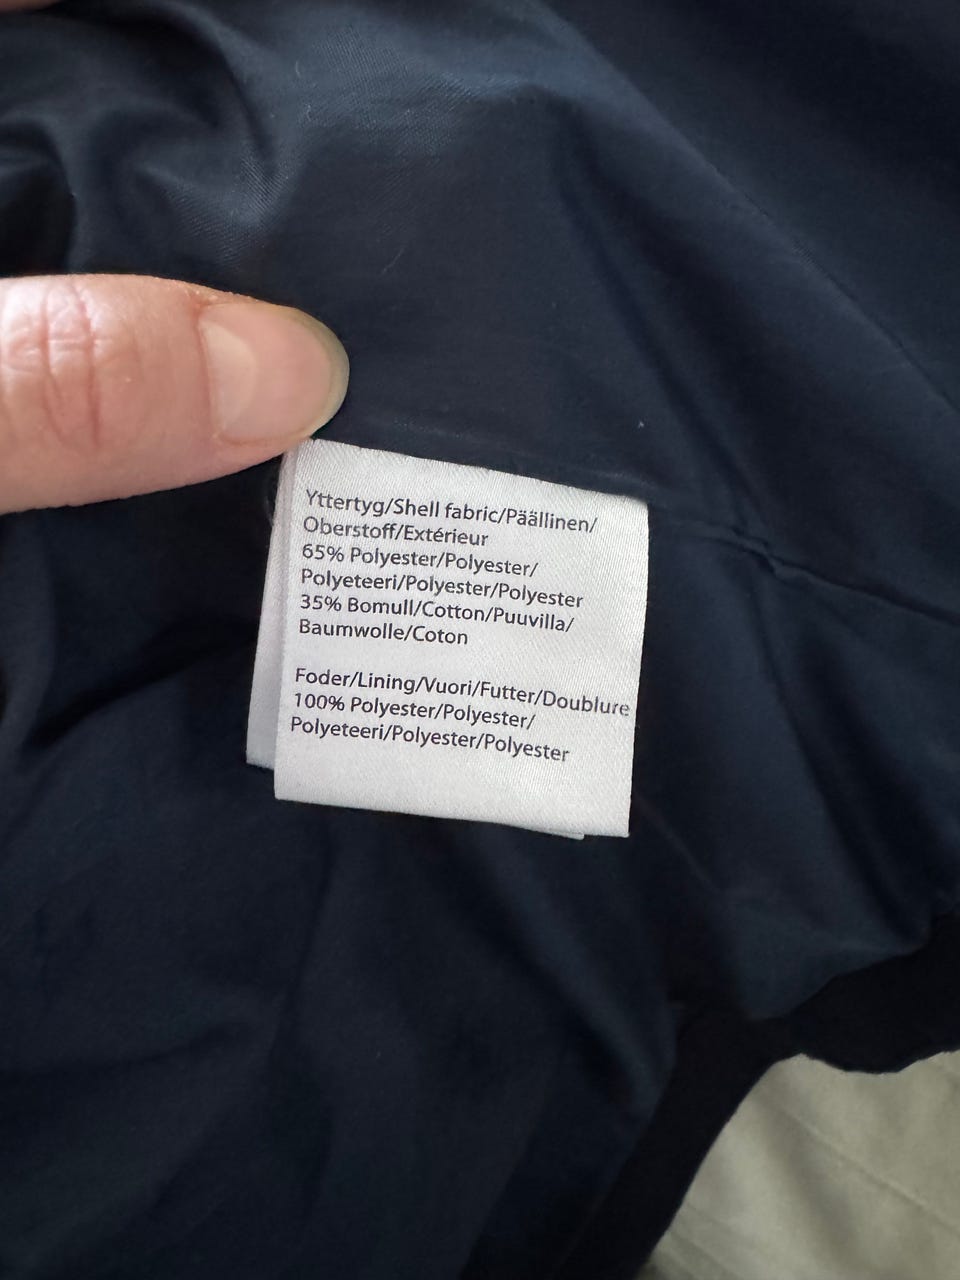 Yttertyg/Shell fabric/Päällinen/
Oberstoff/Extérieur
65% Polyester/Polyester/
Polyeteeri/Polyester/Polyester
35% Bomull/Cotton/Puuvilla/
Baumwolle/Coton
Foder/Lining/Vuori/Futter/Doublure
100% Polyester/Polyester/
Polyeteeri/Polyester/Polyester